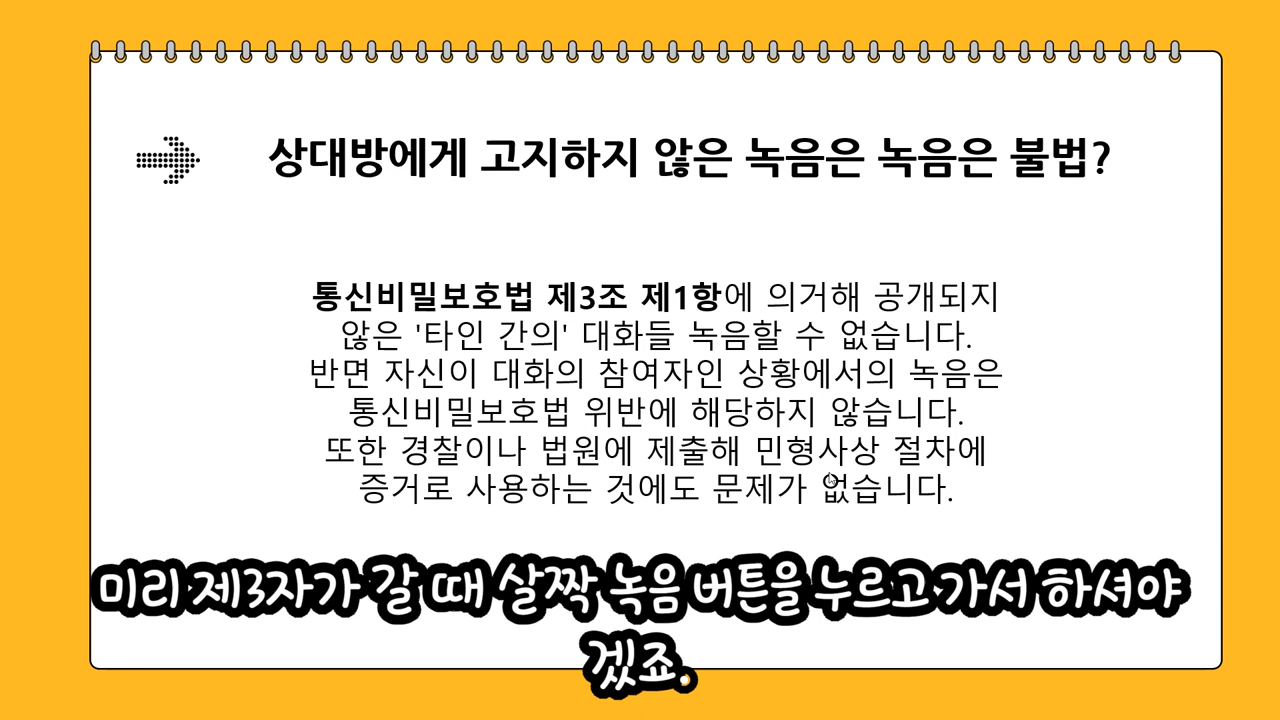 상대방에게 고지하지 않은 녹음은 녹음은 불법?
통신비밀보호법 제3조 제1항에 의거해 공개되지
않은 '타인 간의' 대화들 녹음할 수 없습니다.
반면 자신이 대화의 참여자인 상황에서의 녹음은
통신비밀보호법 위반에 해당하지 않습니다.
또한 경찰이나 법원에 제출해 민형사상 절차에
증거로 사용하는 것에도 문제가 없습니다.
미리 제3자가 갈 때 살짝 녹음 버튼을 누르고 가서 하셔야
겠죠.